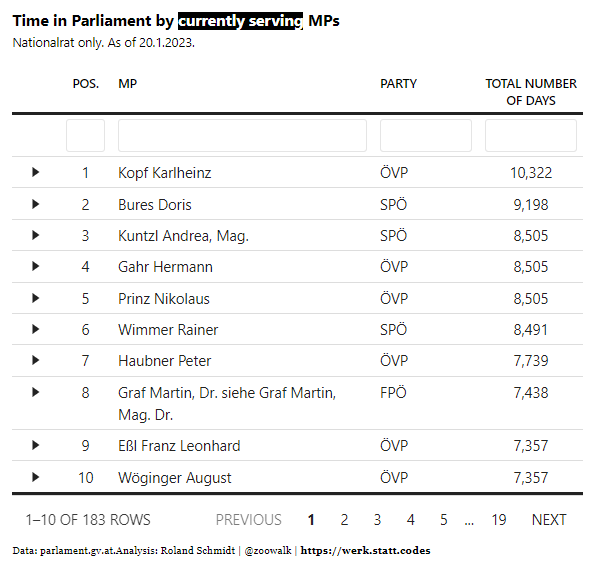 Time in Parliament by currently serving MPs
Nationalrat only. As of 20.1.2023.
POS. MP PARTY TOTAL NUMBER
OF DAYS
1 Kopf Karlheinz ÖVP 10,322
2 Bures Doris SPÖ 9,198
3 Kuntzl Andrea, Mag. SPÖ 8,505
4 Gahr Hermann ÖVP 8,505
5 Prinz Nikolaus ÖVP 8,505
6 Wimmer Rainer SPÖ 8,491
7 Haubner Peter ÖVP 7,739
8 Graf Martin, Dr. siehe Graf Martin, FPÖ 7,438
Mag. Dr.
9 Eßl Franz Leonhard ÖVP 7,357
10 Wöginger August ÖVP 7,357
1–10 OF 183 ROWS PREVIOUS 1 2 3 4 5 ... 19 NEXT
Data: parlament.gv.at.Analysis: Roland Schmidt | @zoowalk | https://werk.statt.codes